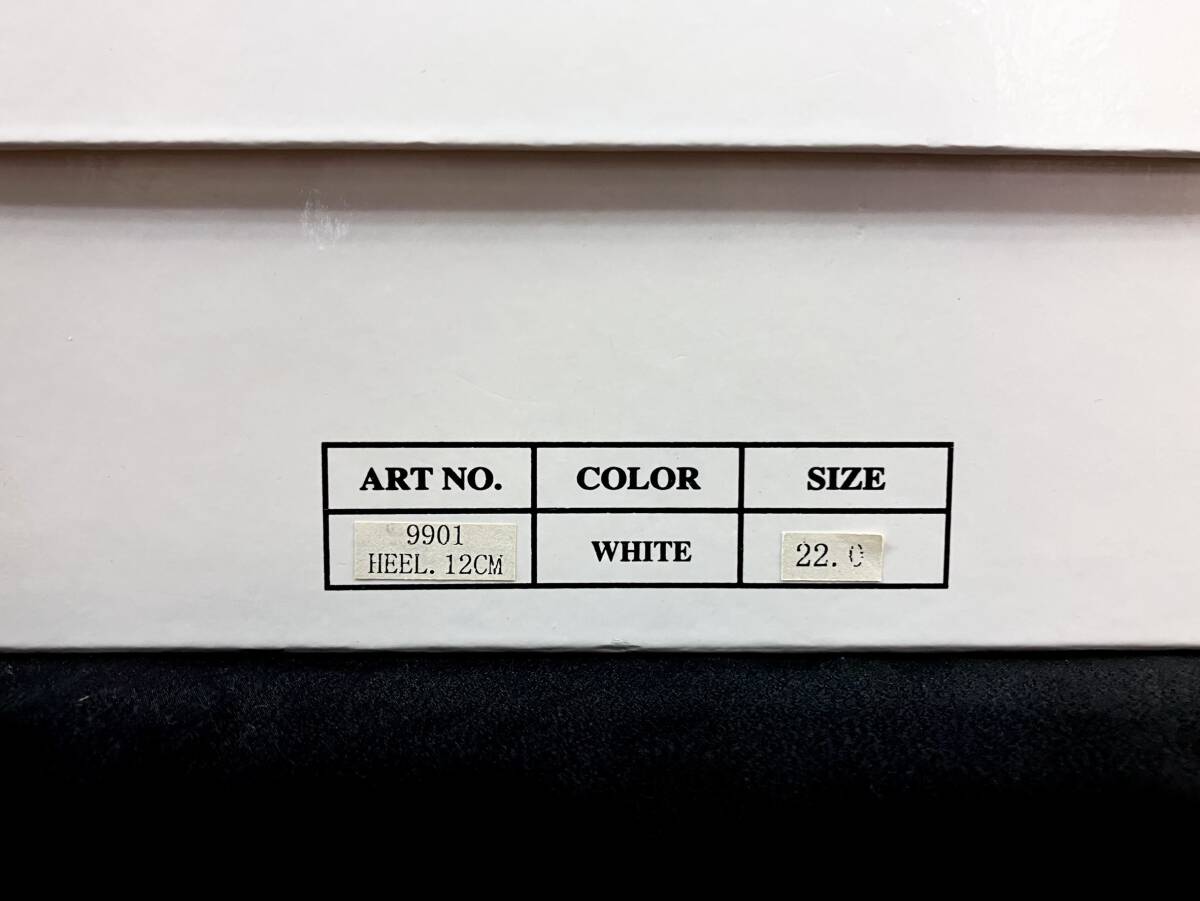 ART NO. COLOR SIZE
9901
HEEL. 12CM WHITE 22.0